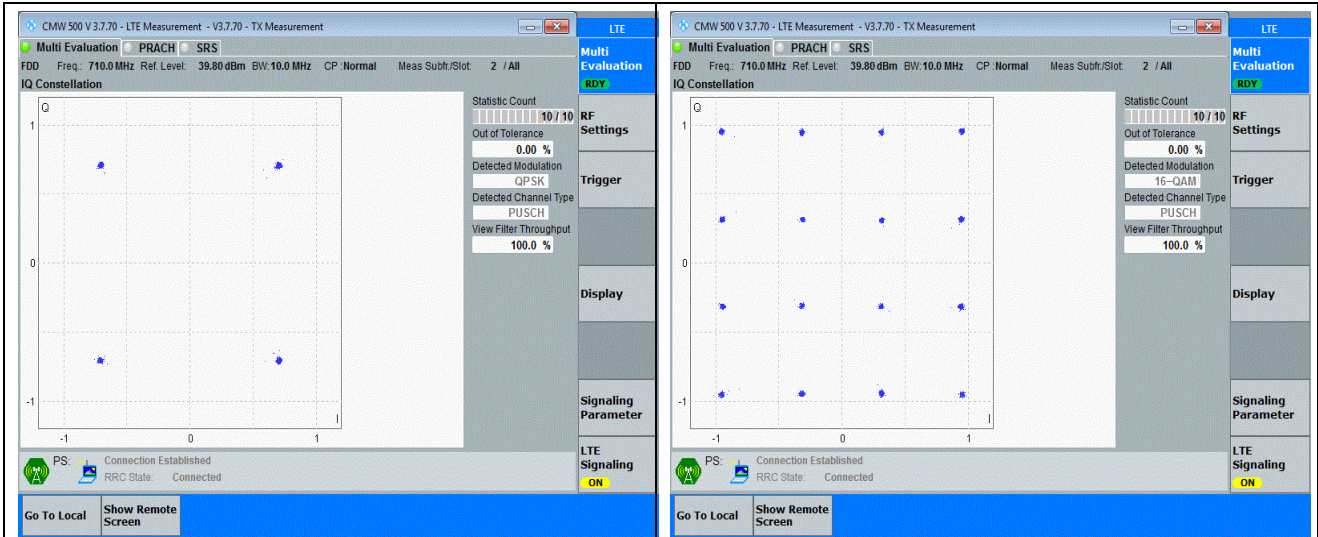 CMW 500 V 3.7.70 - LTE Measurement - V3.7.70 - TX Measurement
LTE
Multi Evaluation PRACH SRS
Multi
Evaluation
RDY
FDD Freq.: 710.0 MHz Ref. Level: 39.80 dBm BW: 10.0 MHz CP : Normal Meas Subfr./Slot: 2 / All
IQ Constellation
Q
1
0
-1
-1 0 1
I
Statistic Count
10 / 10
Out of Tolerance
0.00 %
Detected Modulation
QPSK
Detected Channel Type
PUSCH
View Filter Throughput
100.0 %
RF
Settings
Trigger
Display
Signaling
Parameter
LTE
Signaling
ON
PS: Connection Established
RRC State: Connected
Go To Local
Show Remote
Screen
CMW 500 V 3.7.70 - LTE Measurement - V3.7.70 - TX Measurement
LTE
Multi Evaluation PRACH SRS
Multi
Evaluation
RDY
FDD Freq.: 710.0 MHz Ref. Level: 39.80 dBm BW: 10.0 MHz CP : Normal Meas Subfr./Slot: 2 / All
IQ Constellation
Q
1
0
-1
-1 0 1
I
Statistic Count
10 / 10
Out of Tolerance
0.00 %
Detected Modulation
16-QAM
Detected Channel Type
PUSCH
View Filter Throughput
100.0 %
RF
Settings
Trigger
Display
Signaling
Parameter
LTE
Signaling
ON
PS: Connection Established
RRC State: Connected
Go To Local
Show Remote
Screen